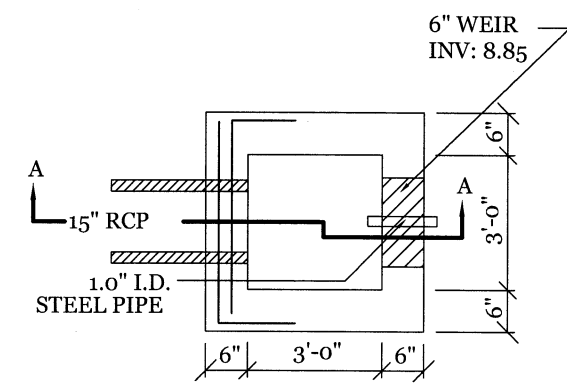 6" WEIR
INV: 8.85
6"
A
A
15" RCP
3'-0"
1.0" I.D.
STEEL PIPE
6"
6"
3'-0"
6"